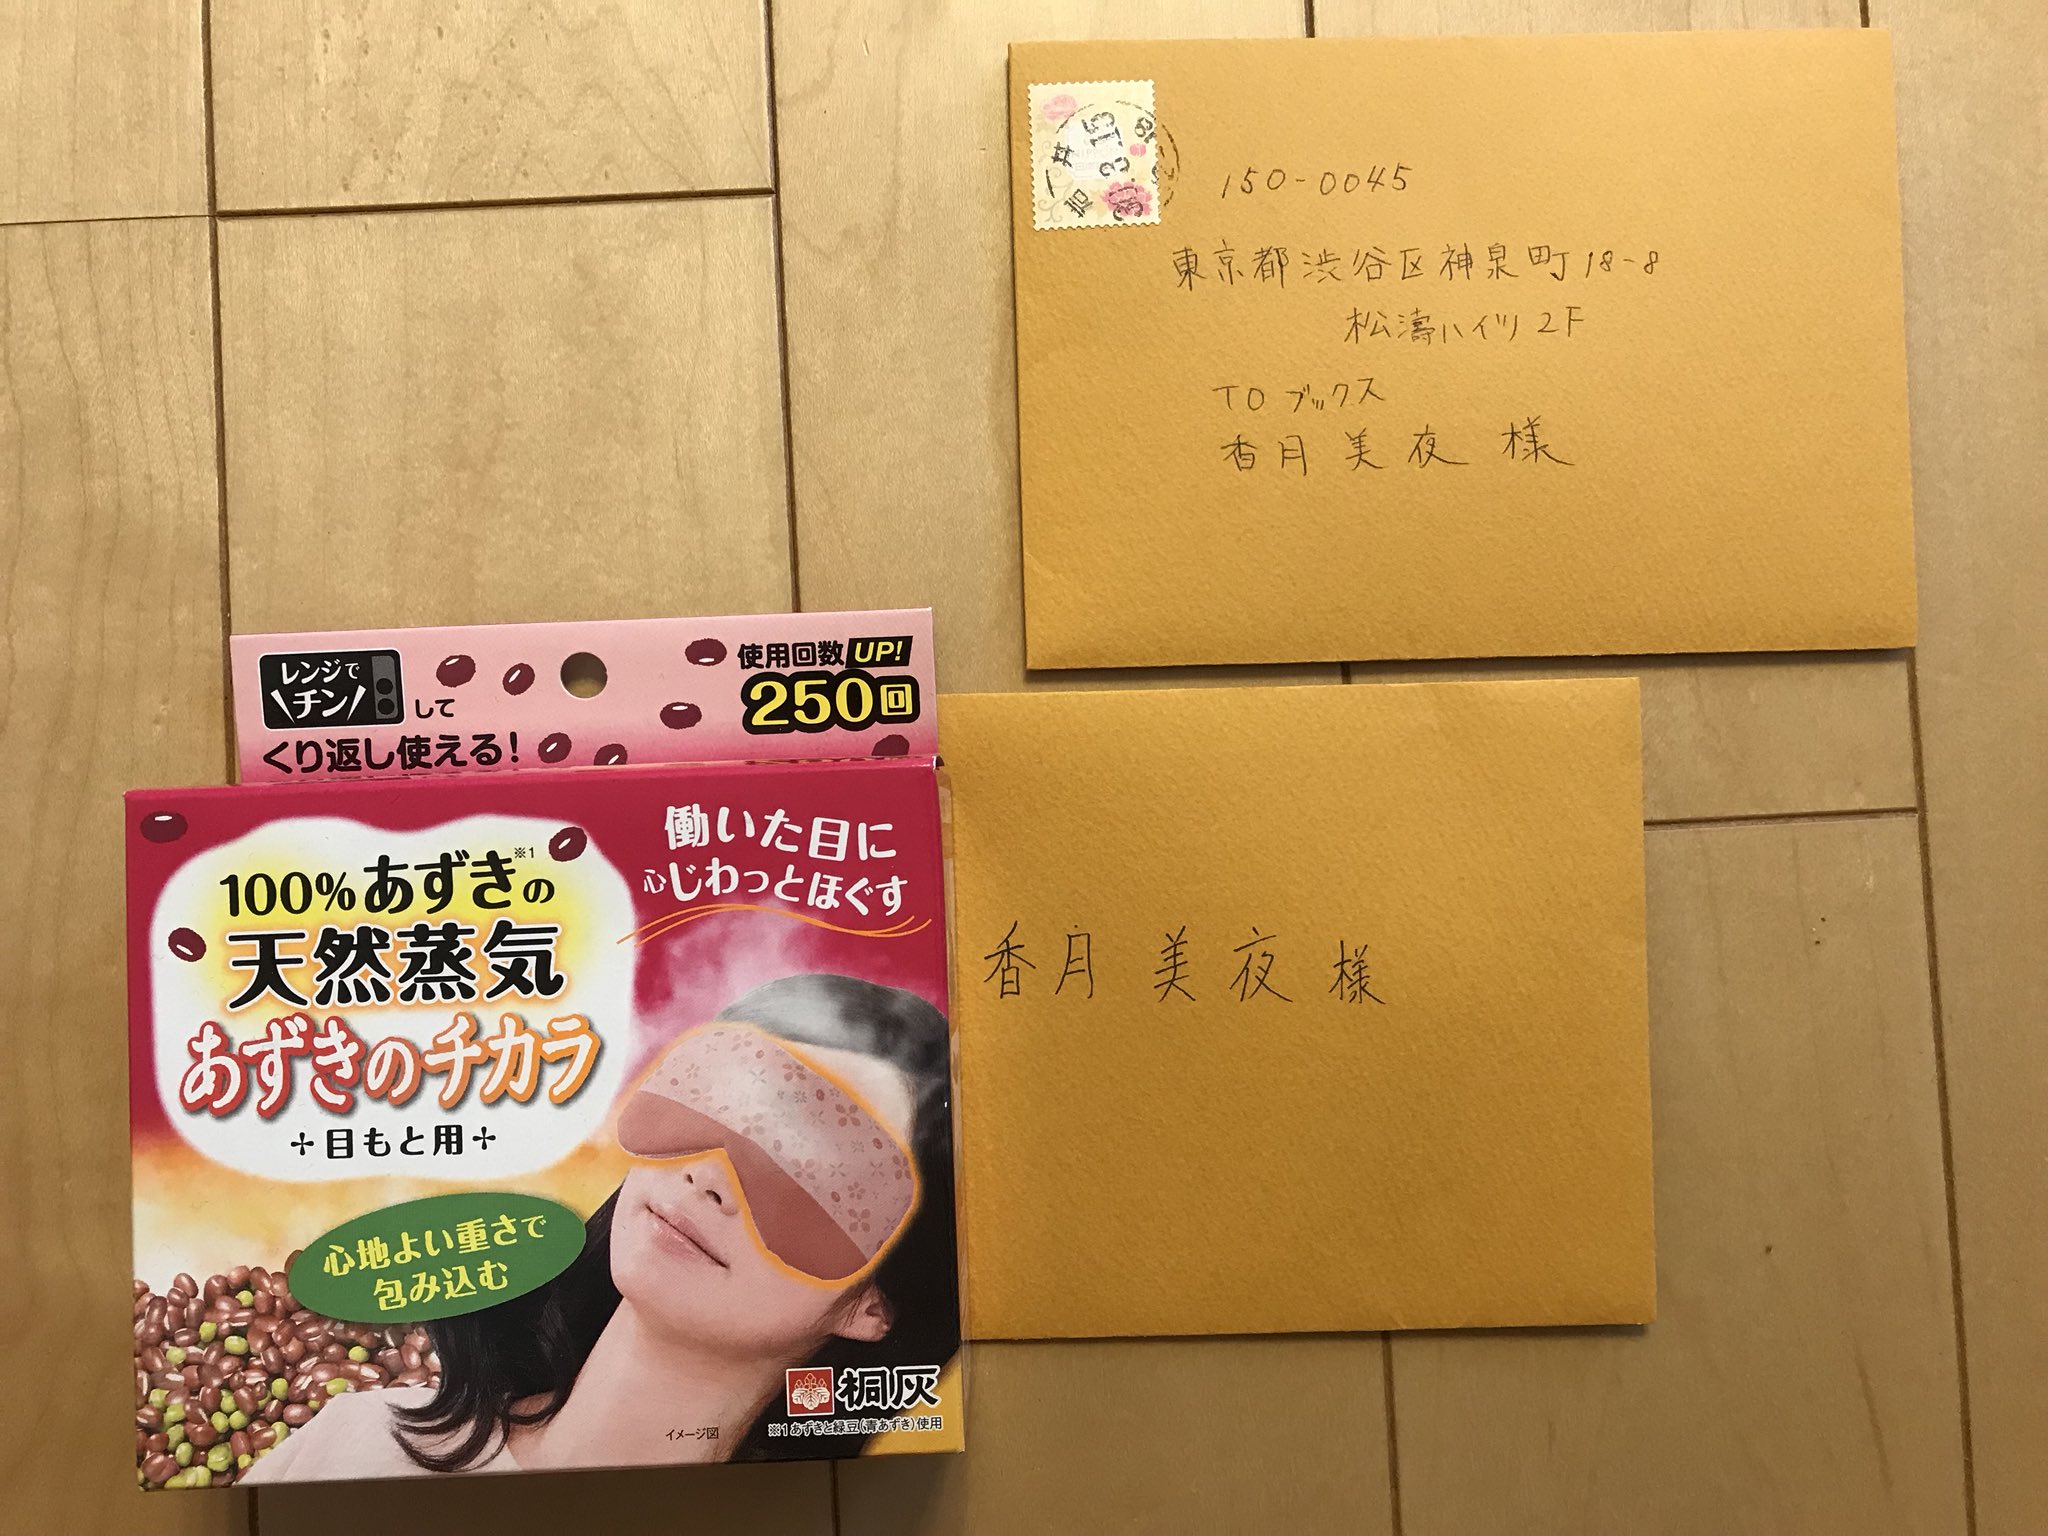 150-0045
東京都渋谷区神泉町18-8
松濤ハイツ2F
TOブックス
香月美夜 様
香月 美夜 様
レンジで
チン
して
くり返し使える!
使用回数UP!
250回
働いた目に
心じわっとほぐす
100%あずきの※1
天然蒸気
あずきのチカラ
目もと用
心地よい重さで
包み込む
桐灰
イメージ図
※1あずきと緑豆(青あずき)使用